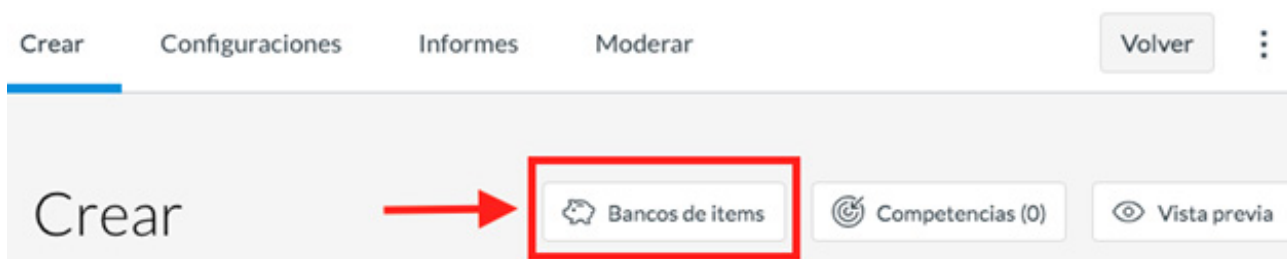 Crear Configuraciones Informes Moderar Volver
Crear Bancos de items Competencias (0) Vista previa